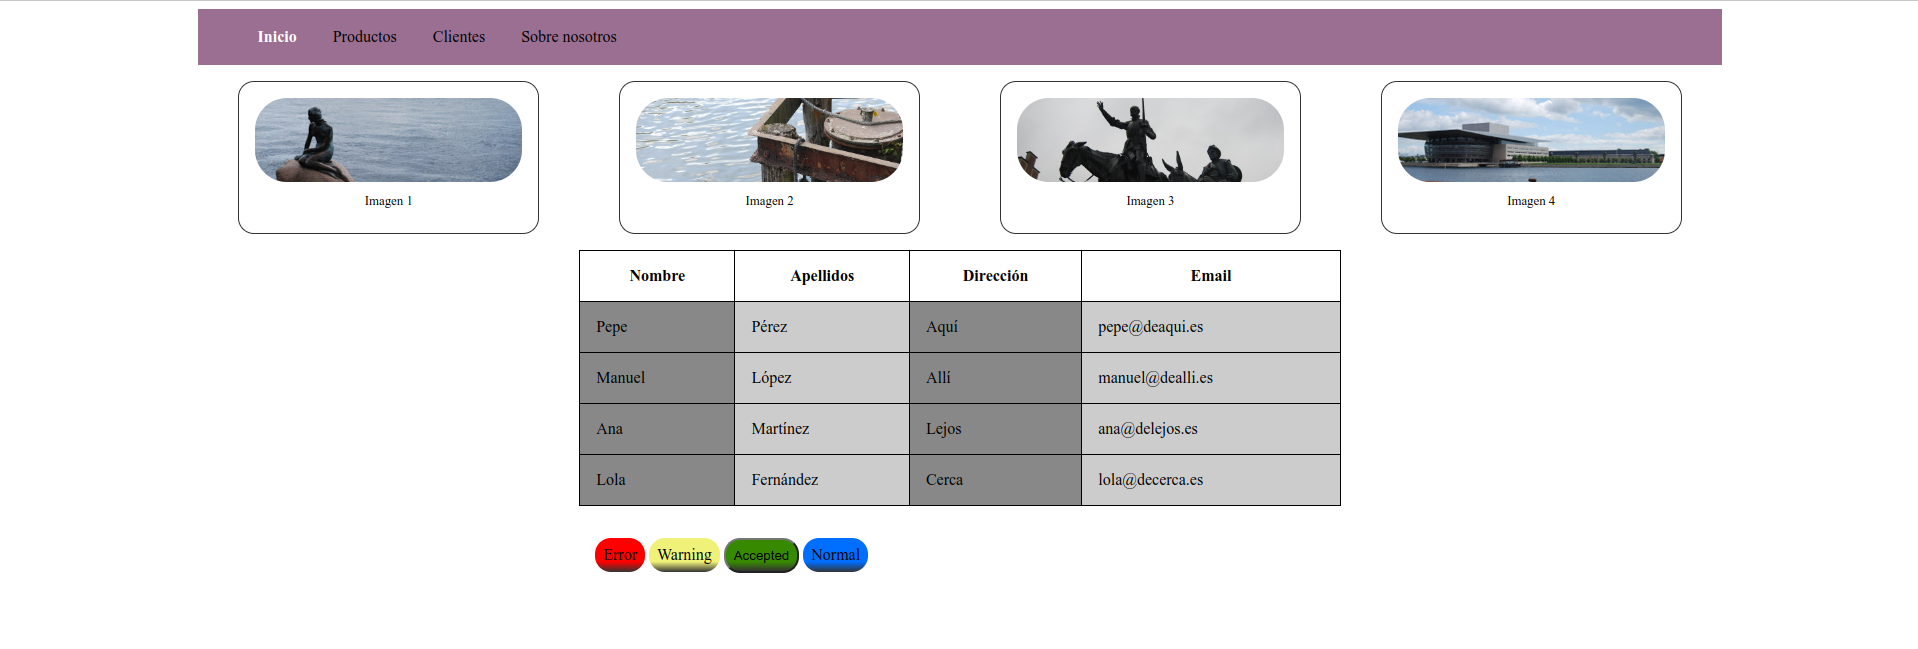 Inicio Productos Clientes Sobre nosotros
Imagen 1 Imagen 2 Imagen 3 Imagen 4
Nombre Apellidos Dirección Email
Pepe Pérez Aquí pepe@deaqui.es
Manuel López Allí manuel@dealli.es
Ana Martínez Lejos ana@delejos.es
Lola Fernández Cerca lola@decerca.es
Error Warning Accepted Normal